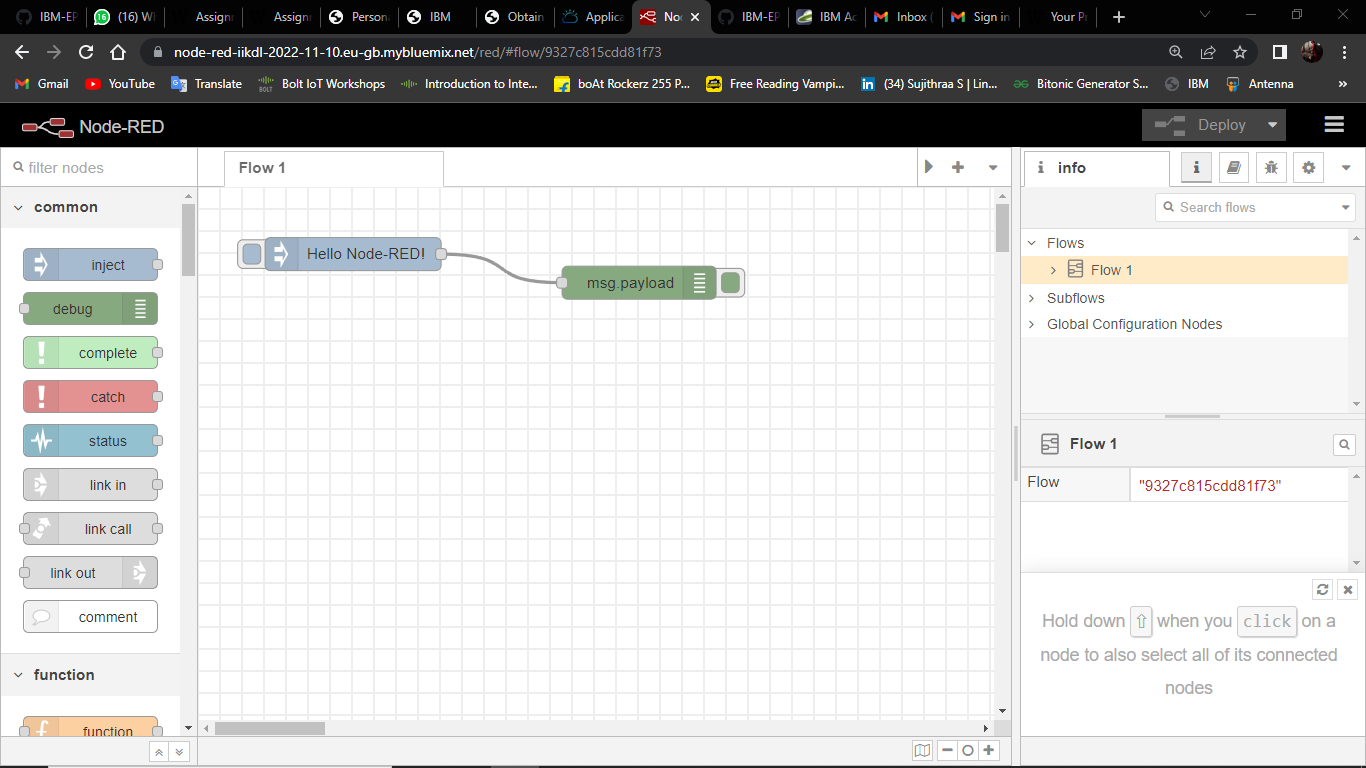 IBM-EP (16) W Assignr Assignr Person IBM Obtain Applica No IBM-EP IBM Ac Inbox ( Sign in Your Pr
node-red-iikdl-2022-11-10.eu-gb.mybluemix.net/red/#flow/9327c815cdd81f73
Gmail YouTube Translate Bolt IoT Workshops Introduction to Inte... boAt Rockerz 255 P... Free Reading Vampi... (34) Sujithraa S | Lin... Bitonic Generator S... IBM Antenna »
Node-RED Deploy
filter nodes Flow 1 info
Search flows
common
inject
debug
complete
catch
status
link in
link call
link out
comment
function
function
Hello Node-RED!
msg.payload
Flows
Flow 1
Subflows
Global Configuration Nodes
Flow 1
Flow "9327c815cdd81f73"
Hold down ⇧ when you click on a
node to also select all of its connected
nodes